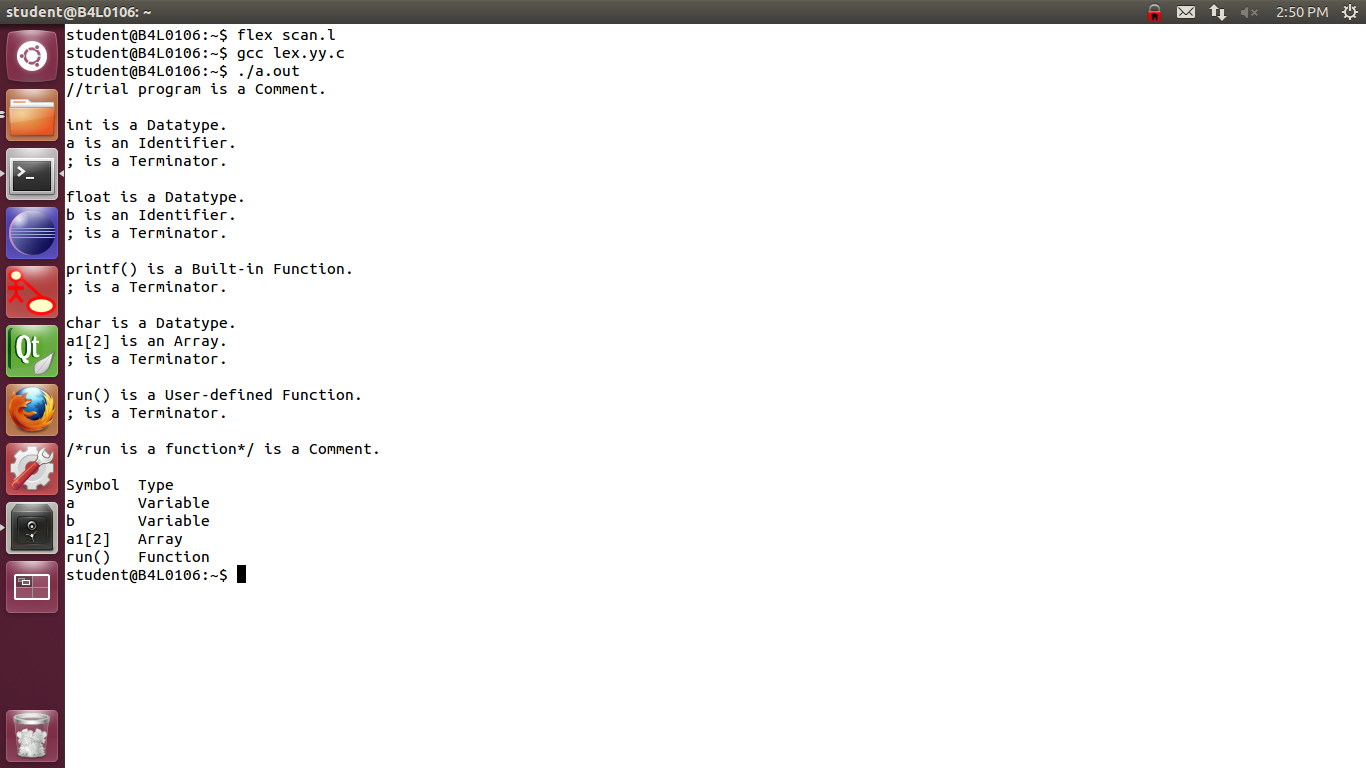 student@B4L0106: ~
2:50 PM
student@B4L0106:~$ flex scan.l
student@B4L0106:~$ gcc lex.yy.c
student@B4L0106:~$ ./a.out
//trial program is a Comment.
int is a Datatype.
a is an Identifier.
; is a Terminator.
float is a Datatype.
b is an Identifier.
; is a Terminator.
printf() is a Built-in Function.
; is a Terminator.
char is a Datatype.
a1[2] is an Array.
; is a Terminator.
run() is a User-defined Function.
; is a Terminator.
/*run is a function*/ is a Comment.
Symbol  Type
a       Variable
b       Variable
a1[2]   Array
run()   Function
student@B4L0106:~$
Qt